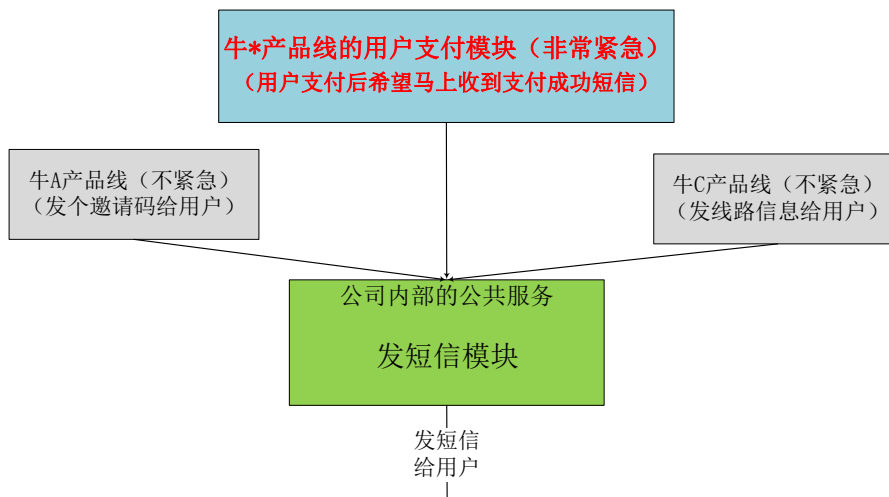 牛*产品线的用户支付模块（非常紧急）
（用户支付后希望马上收到支付成功短信）
牛A产品线（不紧急）
（发个邀请码给用户）
牛C产品线（不紧急）
（发线路信息给用户）
公司内部的公共服务
发短信模块
发短信
给用户